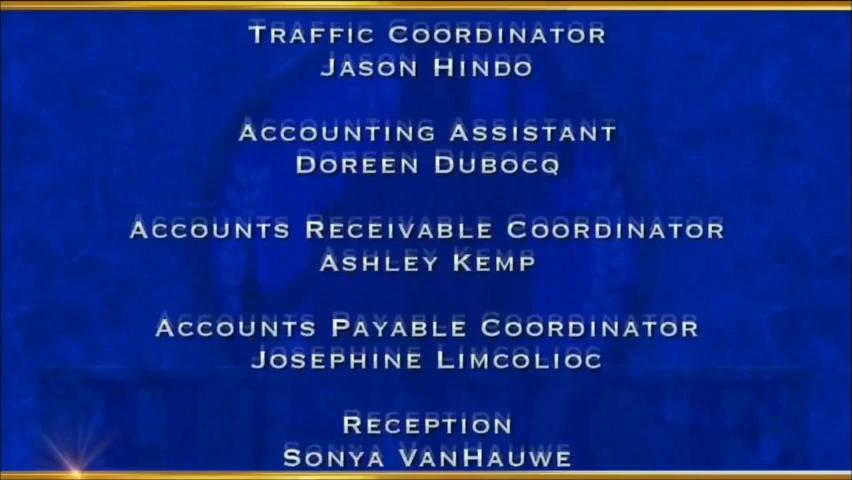 Traffic Coordinator
Jason Hindo
Accounting Assistant
Doreen Dubocq
Accounts Receivable Coordinator
Ashley Kemp
Accounts Payable Coordinator
Josephine Limcolioc
Reception
Sonya VanHauwe